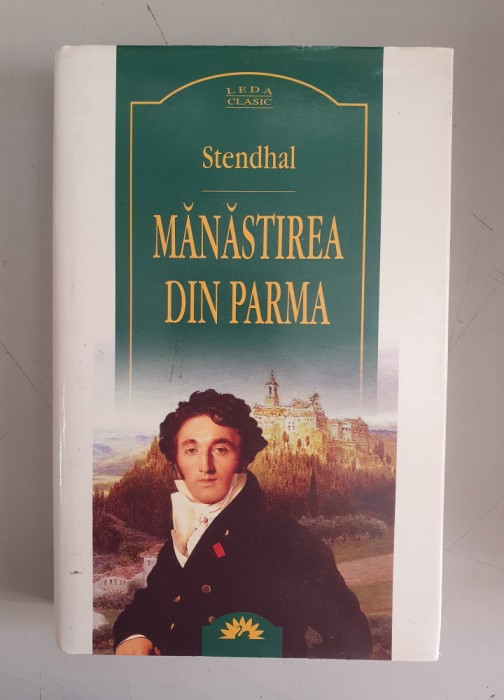 LEDA
CLASIC
Stendhal
MĂNĂSTIREA
DIN PARMA